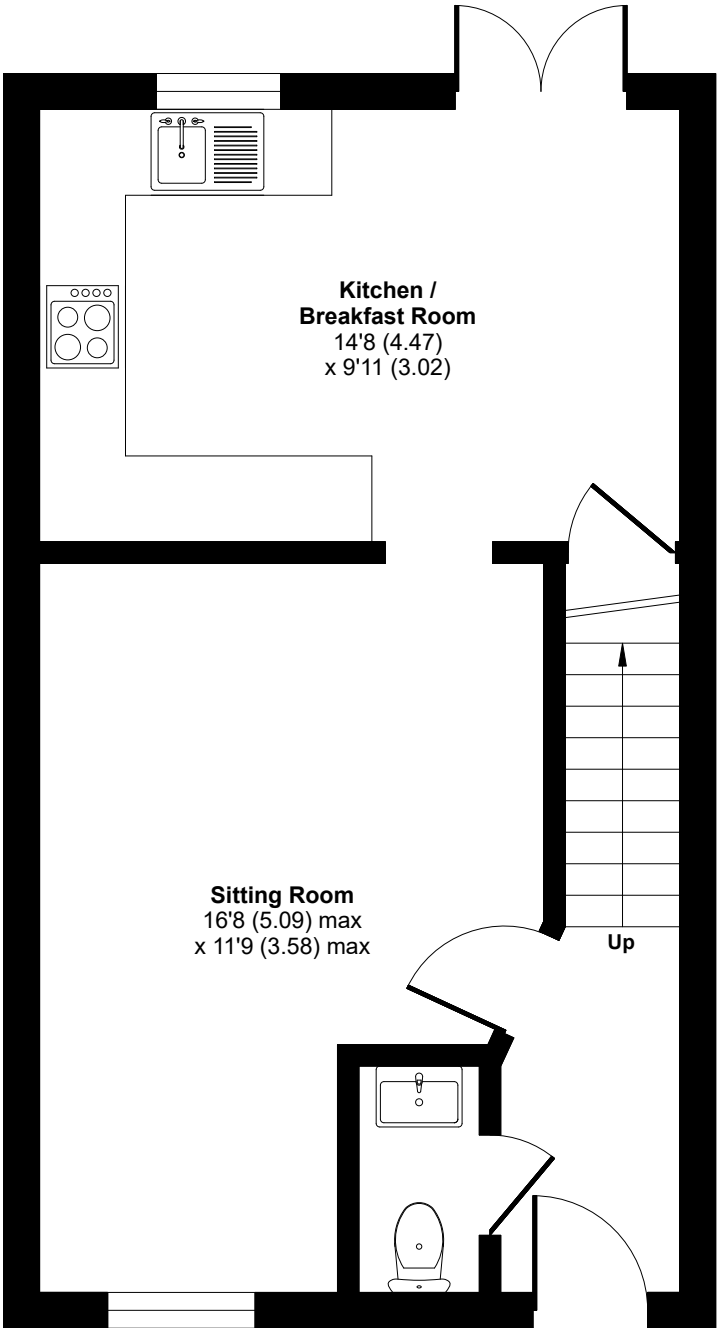 Kitchen /
Breakfast Room
14'8 (4.47)
x 9'11 (3.02)
Sitting Room
16'8 (5.09) max
x 11'9 (3.58) max
Up